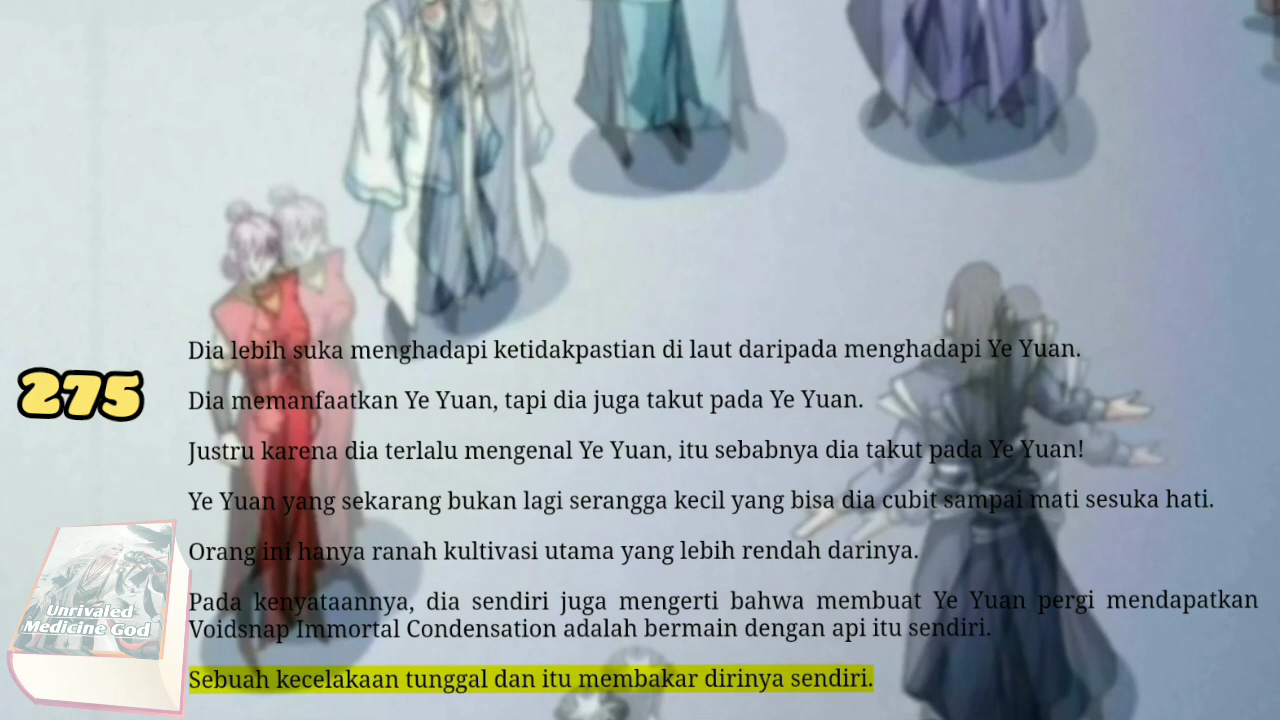 Dia lebih suka menghadapi ketidakpastian di laut daripada menghadapi Ye Yuan.
275
Dia memanfaatkan Ye Yuan, tapi dia juga takut pada Ye Yuan.
Justru karena dia terlalu mengenal Ye Yuan, itu sebabnya dia takut pada Ye Yuan!
Ye Yuan yang sekarang bukan lagi serangga kecil yang bisa dia cubit sampai mati sesuka hati.
Orang ini hanya ranah kultivasi utama yang lebih rendah darinya.
Pada kenyataannya, dia sendiri juga mengerti bahwa membuat Ye Yuan pergi mendapatkan
Voidsnap Immortal Condensation adalah bermain dengan api itu sendiri.
Sebuah kecelakaan tunggal dan itu membakar dirinya sendiri.
Unrivaled
Medicine God